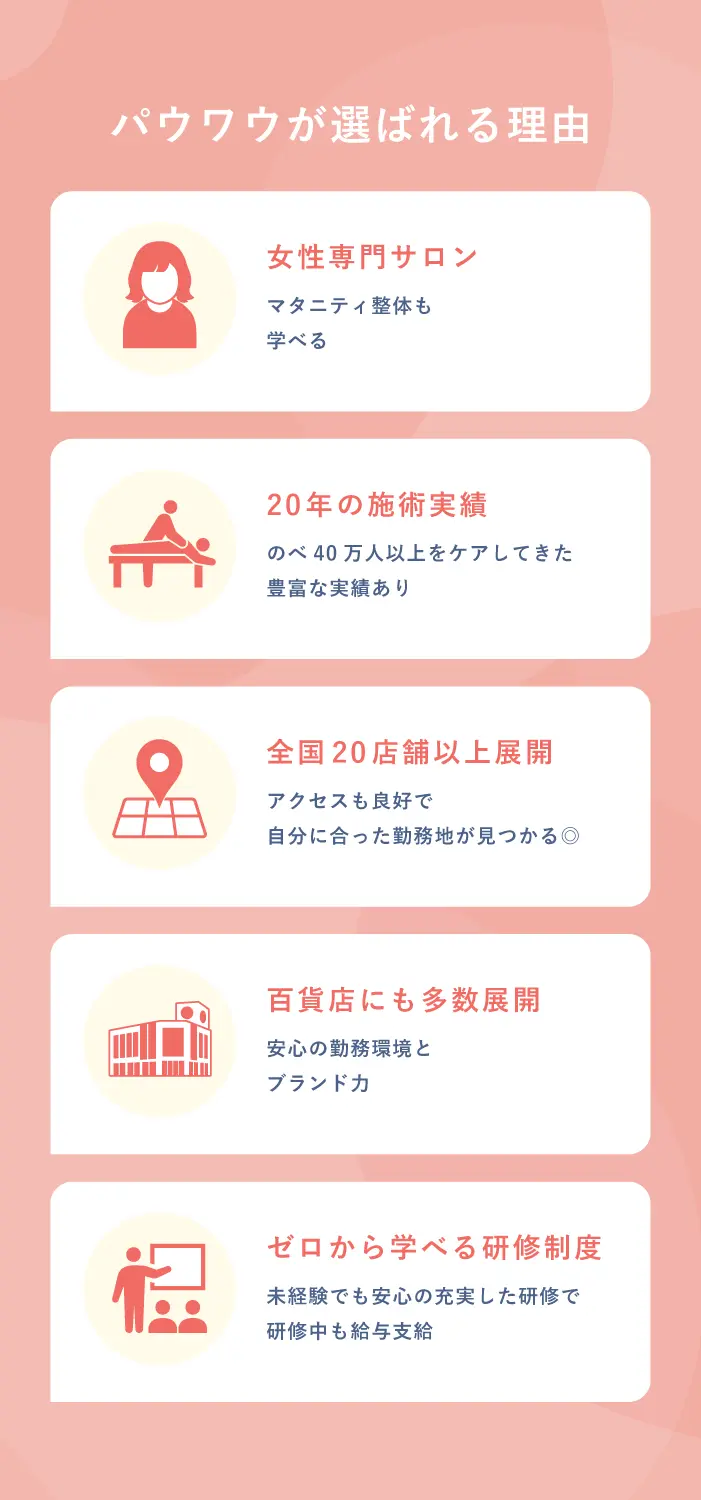 パウワウが選ばれる理由
女性専門サロン
マタニティ整体も
学べる
20年の施術実績
のべ 40 万人以上をケアしてきた
豊富な実績あり
全国20店舗以上展開
アクセスも良好で
自分に合った勤務地が見つかる◎
百貨店にも多数展開
安心の勤務環境と
ブランド力
ゼロから学べる研修制度
未経験でも安心の充実した研修で
研修中も給与支給